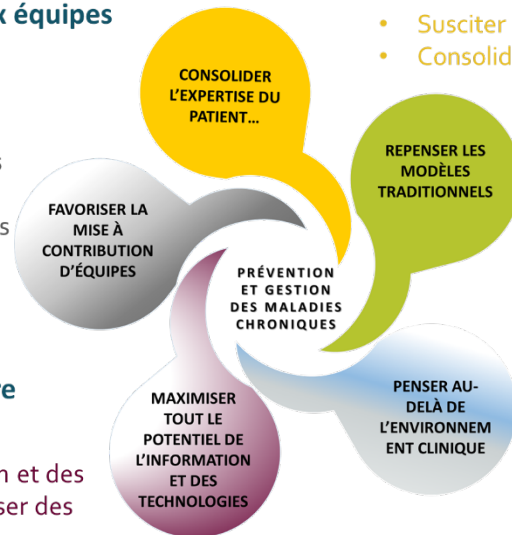 x équipes
• Susciter
• Consolid
CONSOLIDER
L'EXPERTISE DU
PATIENT...
REPENSER LES
MODÈLES
TRADITIONNELS
s
s
FAVORISER LA
MISE À
CONTRIBUTION
D'ÉQUIPES
PRÉVENTION
ET GESTION
DES MALADIES
CHRONIQUES
re
MAXIMISER
TOUT LE
POTENTIEL DE
L'INFORMATION
ET DES
TECHNOLOGIES
PENSER AU-
DELÀ DE
L'ENVIRONNEM
ENT CLINIQUE
n et des
ser des